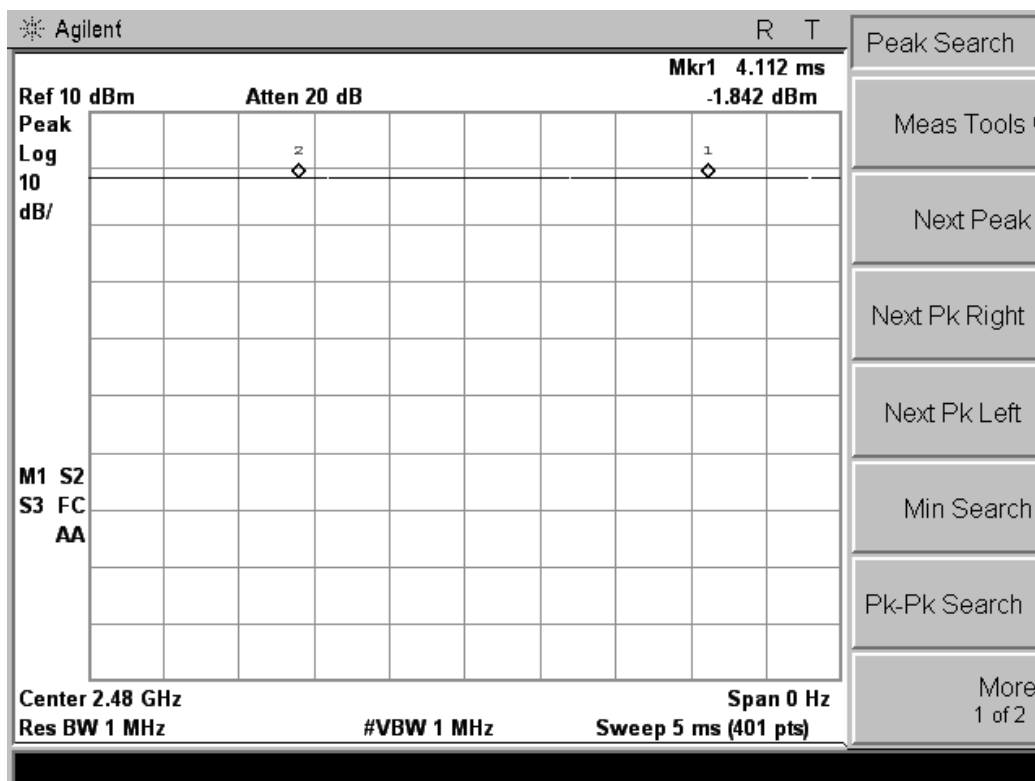 Agilent R T
Mkr1 4.112 ms
Ref 10 dBm Atten 20 dB -1.842 dBm
Peak
Log
10
dB/
2 1
M1 S2
S3 FC
AA
Center 2.48 GHz Span 0 Hz
Res BW 1 MHz #VBW 1 MHz Sweep 5 ms (401 pts)
Peak Search
Meas Tools
Next Peak
Next Pk Right
Next Pk Left
Min Search
Pk-Pk Search
More
1 of 2